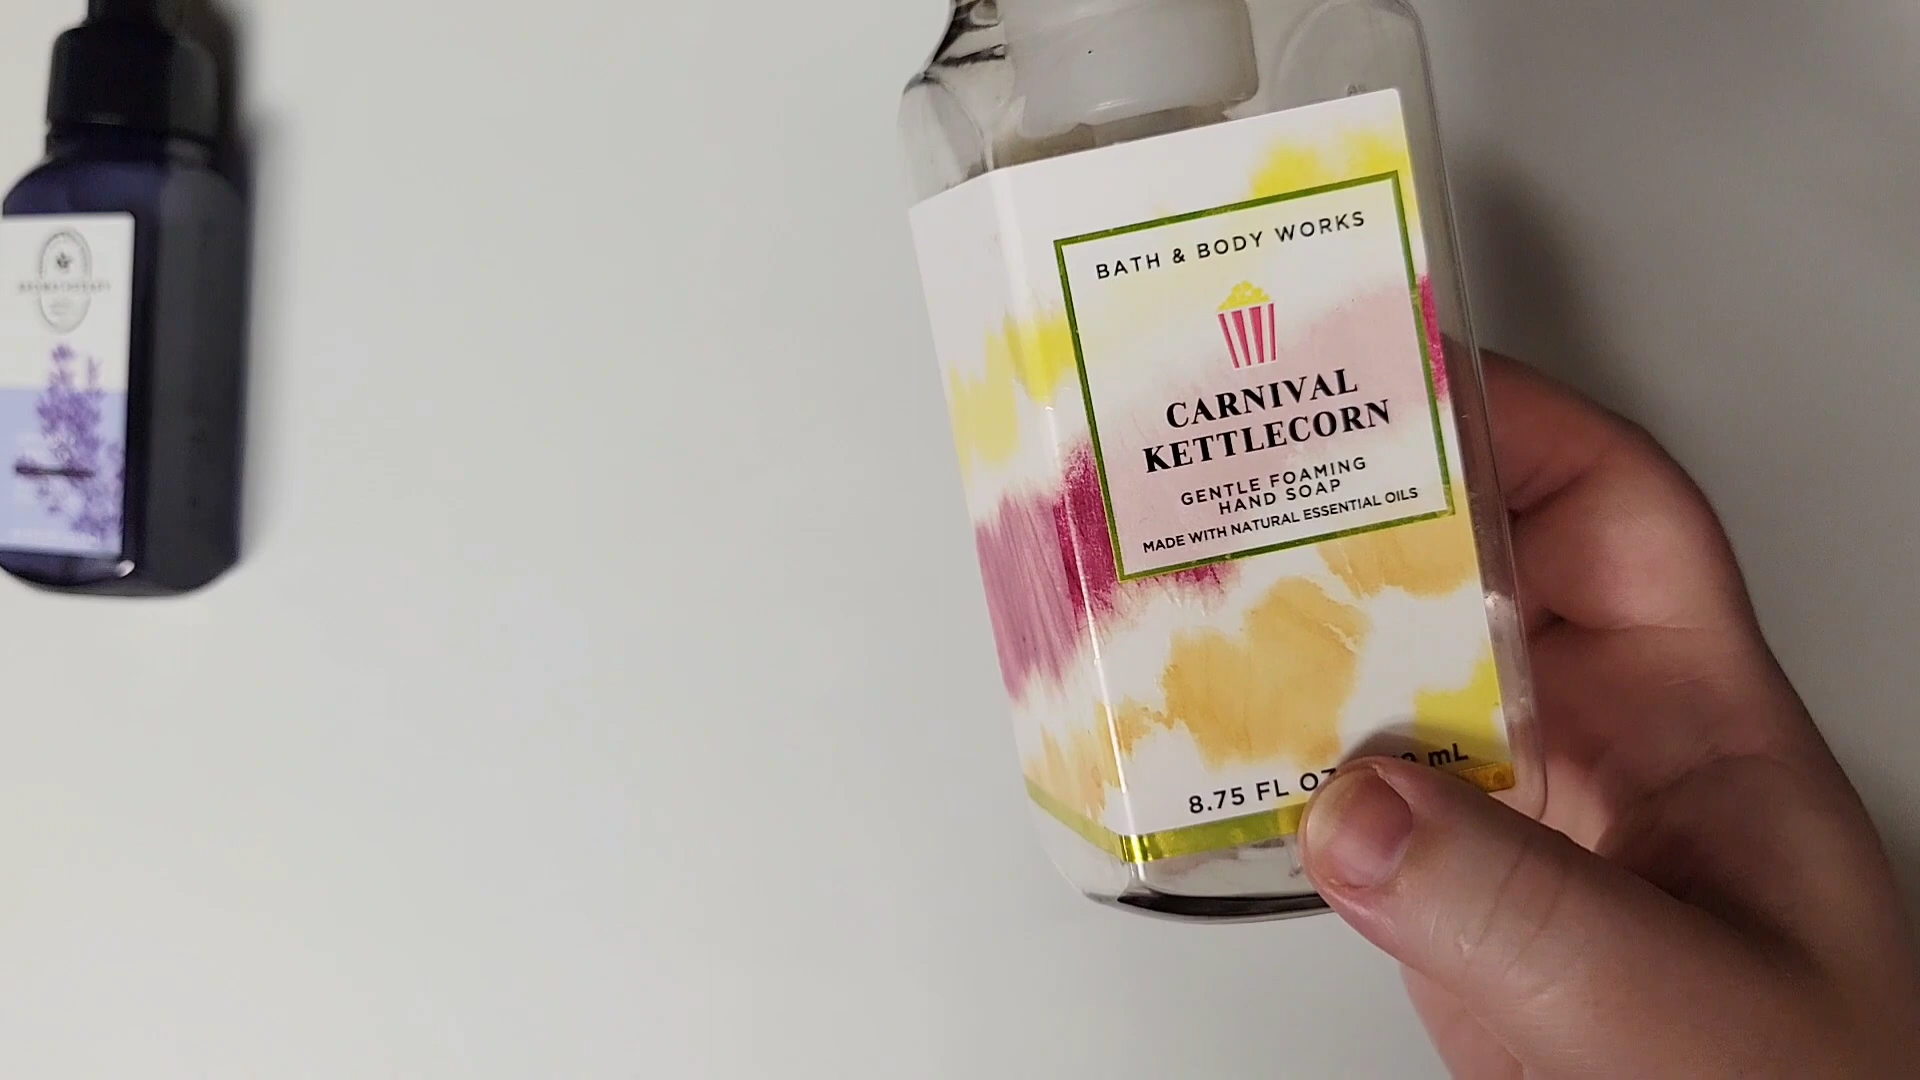 BATH & BODY WORKS
CARNIVAL
KETTLECORN
GENTLE FOAMING
HAND SOAP
MADE WITH NATURAL ESSENTIAL OILS
8.75 FL OZ mL
AROMATHERAPY